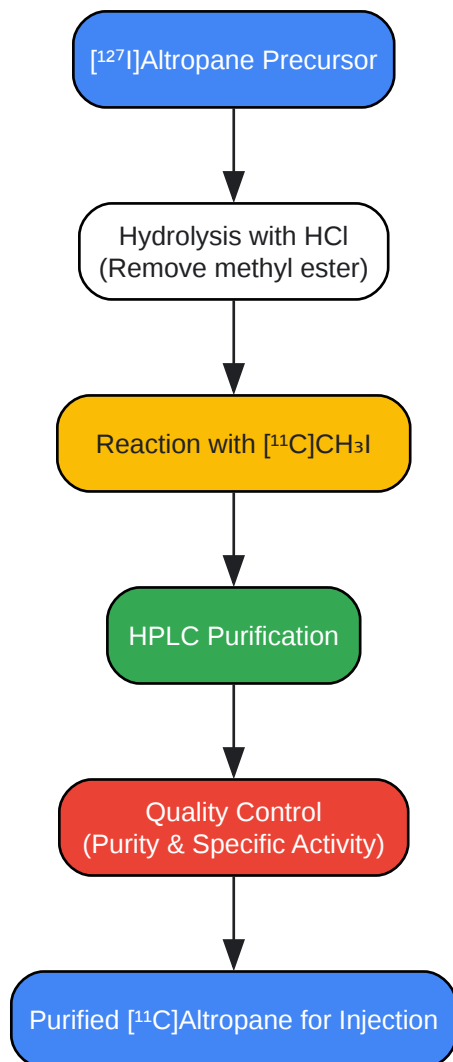 [¹²⁷I]Altropane Precursor
Hydrolysis with HCl
(Remove methyl ester)
Reaction with [¹¹C]CH₃I
HPLC Purification
Quality Control
(Purity & Specific Activity)
Purified [¹¹C]Altropane for Injection